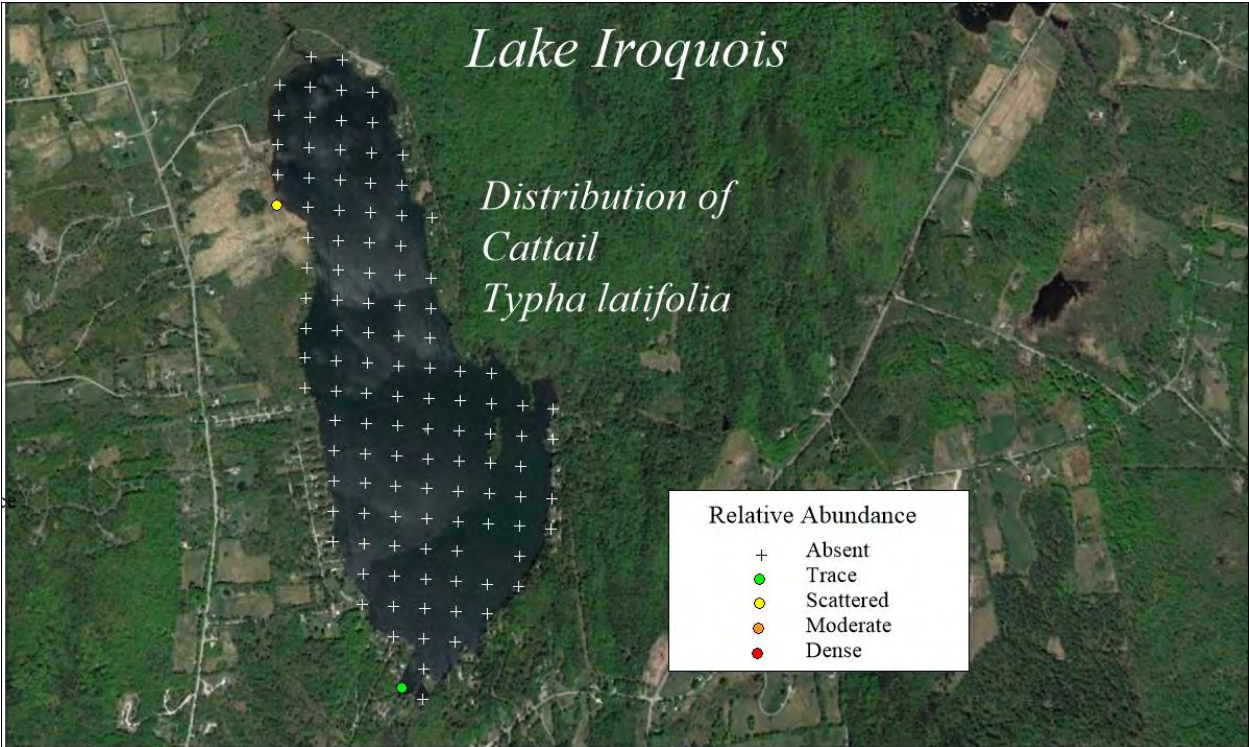 Lake Iroquois
Distribution of
Cattail
Typha latifolia
Relative Abundance
Absent
Trace
Scattered
Moderate
Dense